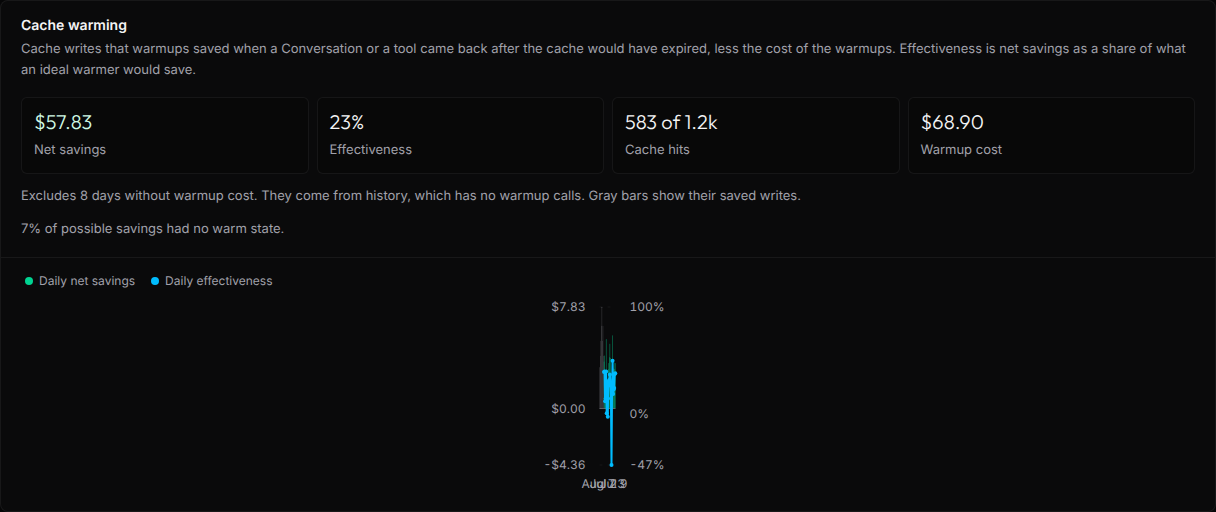 Cache warming
Cache writes that warmups saved when a Conversation or a tool came back after the cache would have expired, less the cost of the warmups. Effectiveness is net savings as a share of what
an ideal warmer would save.
$57.83
Net savings
23%
Effectiveness
583 of 1.2k
Cache hits
$68.90
Warmup cost
Excludes 8 days without warmup cost. They come from history, which has no warmup calls. Gray bars show their saved writes.
7% of possible savings had no warm state.
Daily net savings
Daily effectiveness
$7.83
100%
$0.00
0%
-$4.36
-47%